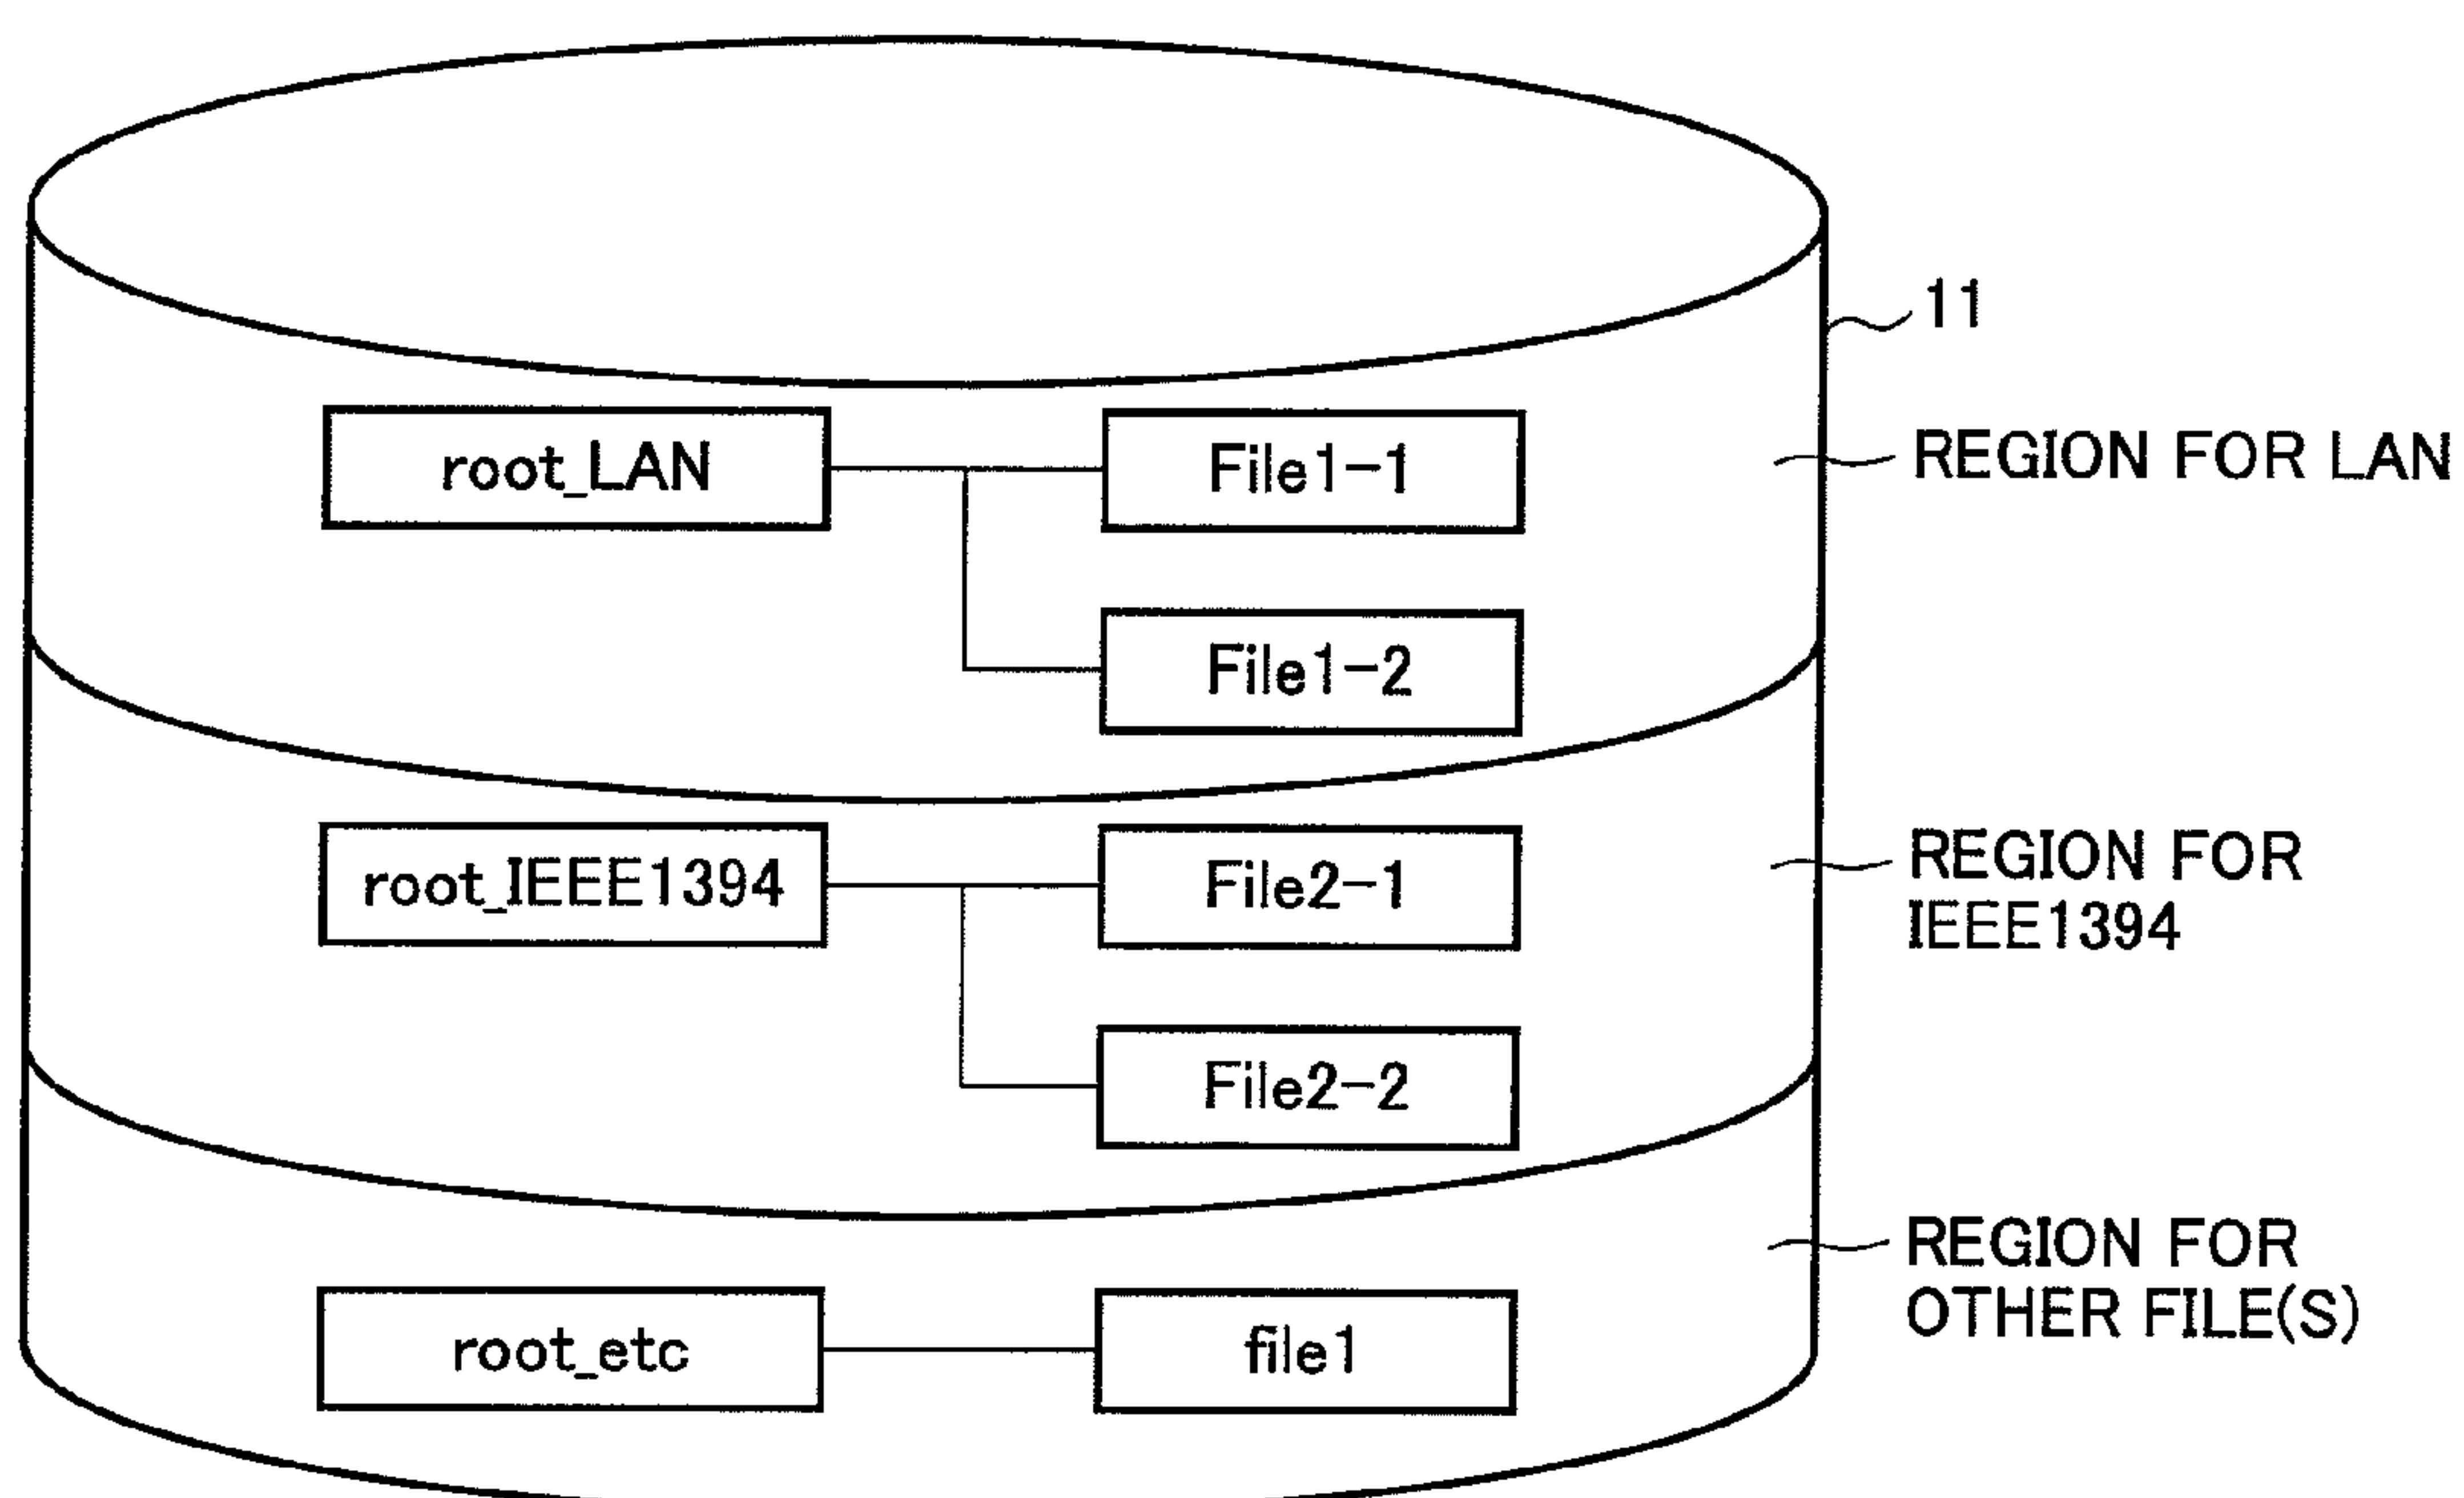 11
root_LAN
File1-1
REGION FOR LAN
File1-2
root_IEEE1394
File2-1
REGION FOR
IEEE1394
File2-2
REGION FOR
OTHER FILE(S)
root_etc
file1